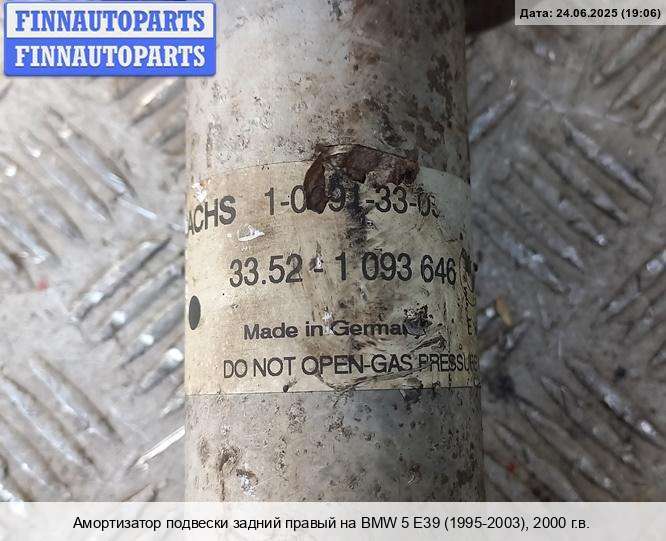 FINNAUTOPARTS
FINNAUTOPARTS
Дата: 24.06.2025 (19:06)
33.52 - 1 093 646
Made in
DO NOT OPEN-GAS
Амортизатор подвески задний правый на BMW 5 E39 (1995-2003), 2000 г.в.